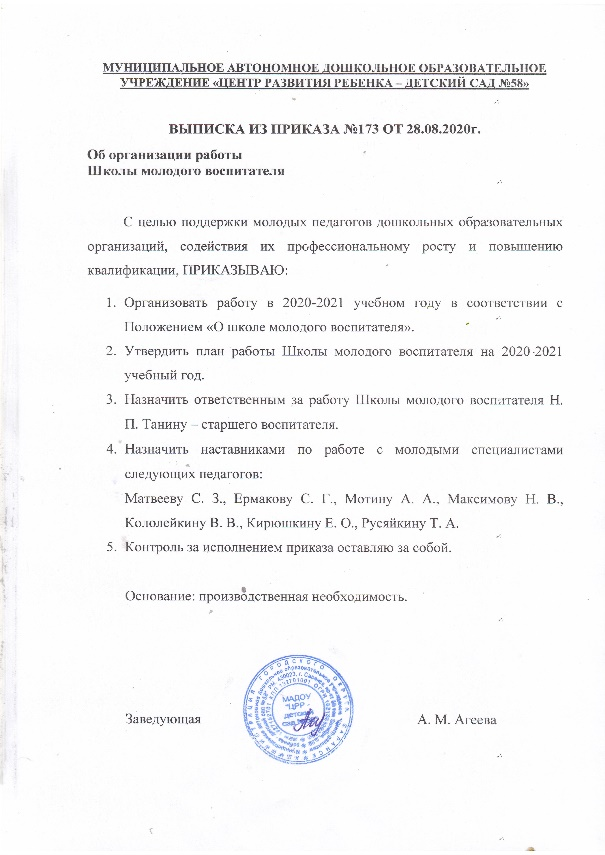 МУНИЦИПАЛЬНОЕ АВТОНОМНОЕ ДОШКОЛЬНОЕ ОБРАЗОВАТЕЛЬНОЕ
УЧРЕЖДЕНИЕ «ЦЕНТР РАЗВИТИЯ РЕБЕНКА – ДЕТСКИЙ САД №58»
ВЫПИСКА ИЗ ПРИКАЗА №173 ОТ 28.08.2020г.
Об организации работы
Школы молодого воспитателя
С целью поддержки молодых педагогов дошкольных образовательных
организаций, содействия их профессиональному росту и повышению
квалификации, ПРИКАЗЫВАЮ:
1. Организовать работу в 2020-2021 учебном году в соответствии с
Положением «О школе молодого воспитателя».
2. Утвердить план работы Школы молодого воспитателя на 2020-2021
учебный год.
3. Назначить ответственным за работу Школы молодого воспитателя Н.
П. Танину – старшего воспитателя.
4. Назначить наставниками по работе с молодыми специалистами
следующих педагогов:
Матвееву С. З., Ермакову С. Г., Мотину А. А., Максимову Н. В.,
Кололейкину В. В., Кирюшкину Е. О., Русяйкину Т. А.
5. Контроль за исполнением приказа оставляю за собой.
Основание: производственная необходимость.
МАДОУ
"ЦРР -
детский
сад
Заведующая
А. М. Агеева